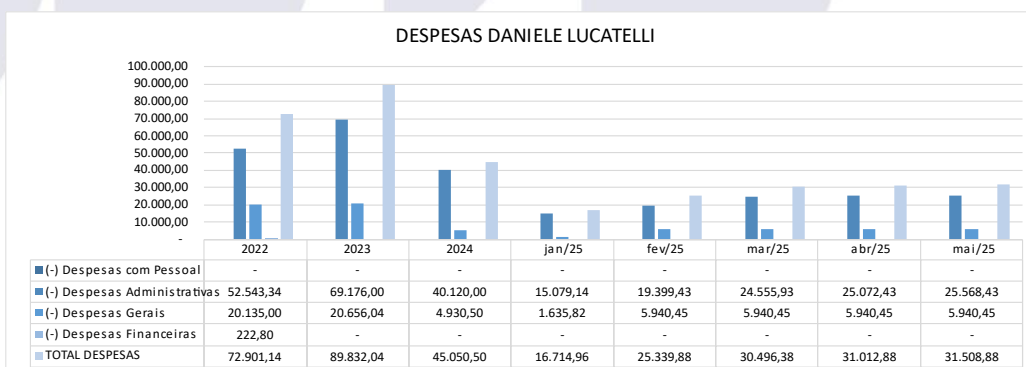 DESPESAS DANIELE LUCATELLI
100.000,00
90.000,00
80.000,00
70.000,00
60.000,00
50.000,00
40.000,00
30.000,00
20.000,00
10.000,00
-
2022 2023 2024 jan/25 fev/25 mar/25 abr/25 mai/25
(-) Despesas com Pessoal - - - - - - - -
(-) Despesas Administrativas 52.543,34 69.176,00 40.120,00 15.079,14 19.399,43 24.555,93 25.072,43 25.568,43
(-) Despesas Gerais 20.135,00 20.656,04 4.930,50 1.635,82 5.940,45 5.940,45 5.940,45 5.940,45
(-) Despesas Financeiras 222,80 - - - - - - -
TOTAL DESPESAS 72.901,14 89.832,04 45.050,50 16.714,96 25.339,88 30.496,38 31.012,88 31.508,88